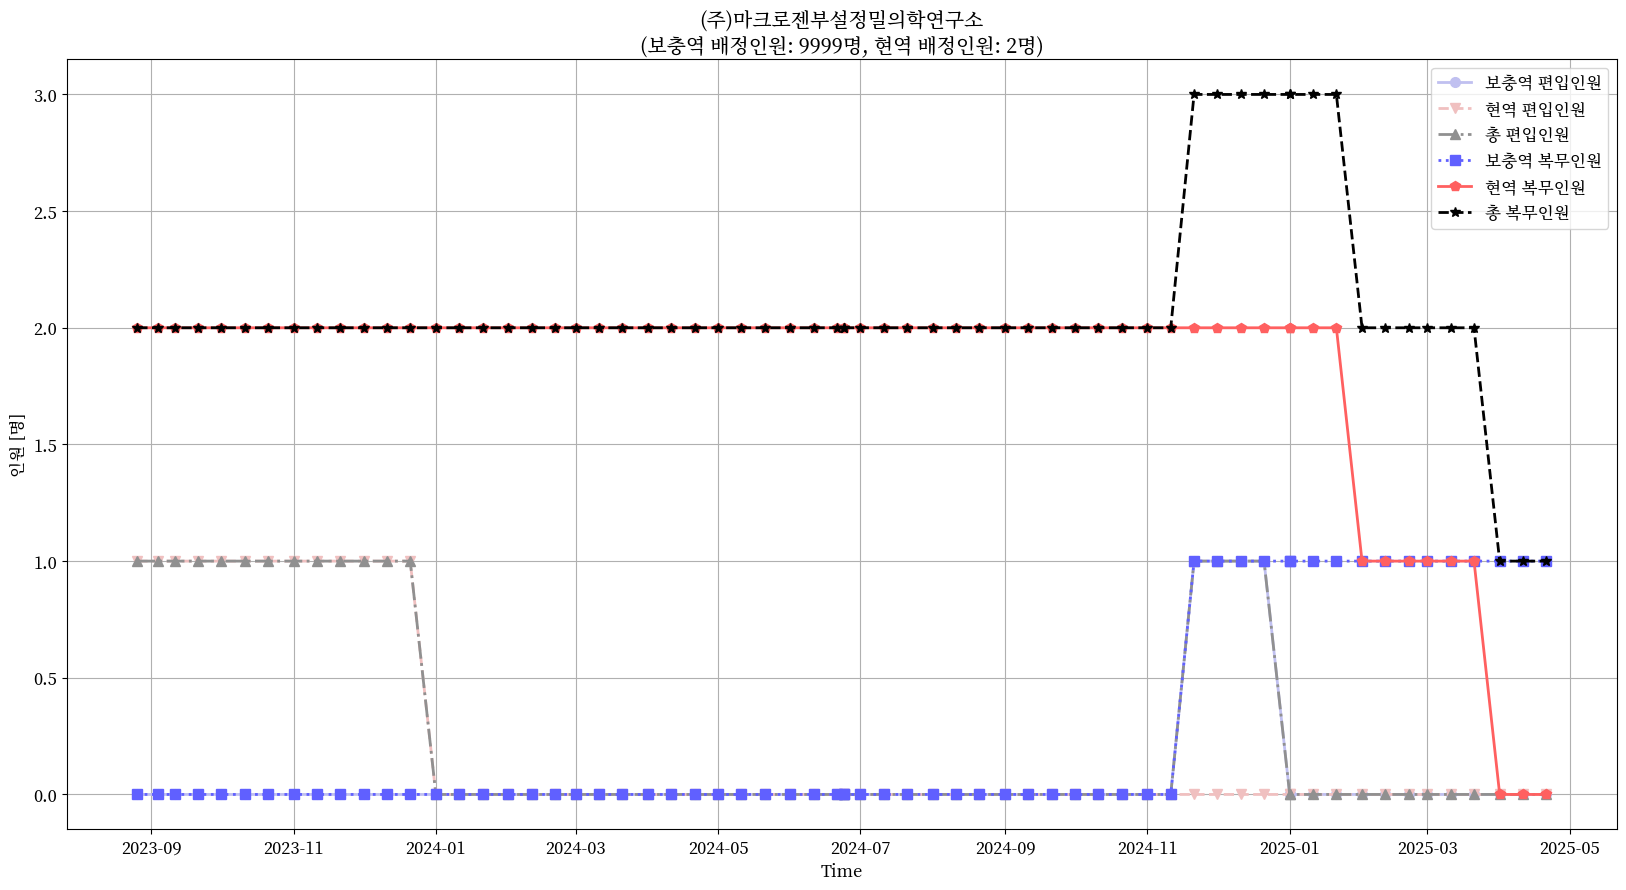 (주)마크로젠부설정밀의학연구소
(보충역 배정인원: 9999명, 현역 배정인원: 2명)
보충역 편입인원
현역 편입인원
총 편입인원
보충역 복무인원
현역 복무인원
총 복무인원
인원 [명]
3.0
2.5
2.0
1.5
1.0
0.5
0.0
2023-09
2023-11
2024-01
2024-03
2024-05
2024-07
2024-09
2024-11
2025-01
2025-03
2025-05
Time